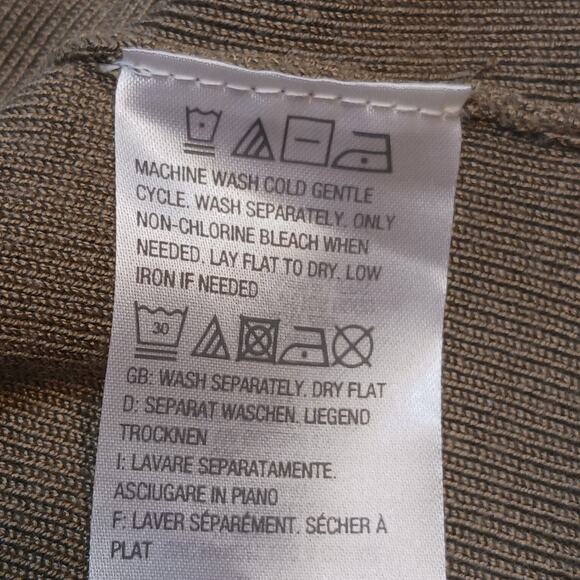 MACHINE WASH COLD GENTLE
CYCLE. WASH SEPARATELY. ONLY
NON-CHLORINE BLEACH WHEN
NEEDED. LAY FLAT TO DRY. LOW
IRON IF NEEDED
30
GB: WASH SEPARATELY. DRY FLAT
D: SEPARAT WASCHEN. LIEGEND
TROCKNEN
I: LAVARE SEPARATAMENTE.
ASCIUGARE IN PIANO
F: LAVER SÉPARÉMENT. SÉCHER À
PLAT